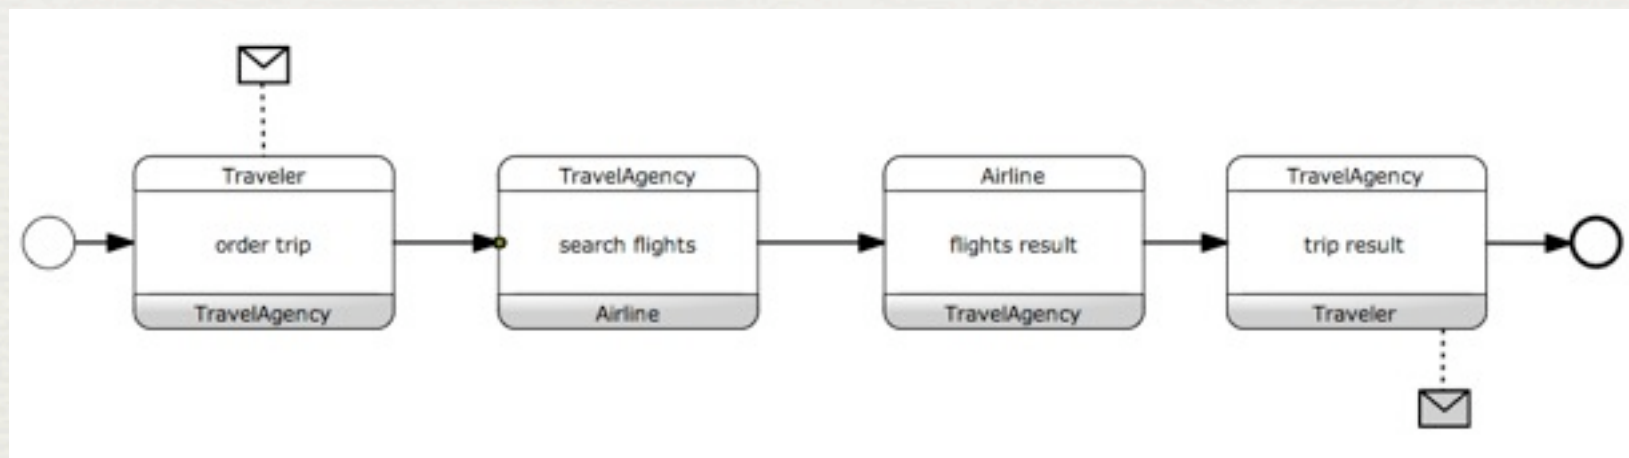 Traveler
order trip
TravelAgency
TravelAgency
search flights
Airline
Airline
flights result
TravelAgency
TravelAgency
trip result
Traveler